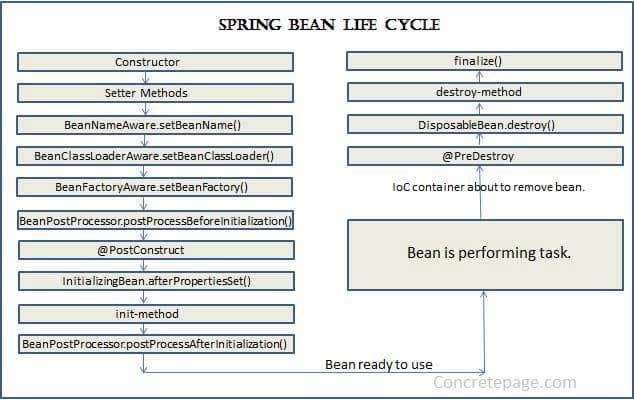 SPRING BEAN LIFE CYCLE
Constructor
Setter Methods
BeanNameAware.setBeanName()
BeanClassLoaderAware.setBeanClassLoader()
BeanFactoryAware.setBeanFactory()
BeanPostProcessor.postProcessBeforeInitialization()
@PostConstruct
InitializingBean.afterPropertiesSet()
init-method
BeanPostProcessor.postProcessAfterInitialization()
Bean ready to use
Bean is performing task.
IoC container about to remove bean.
@PreDestroy
DisposableBean.destroy()
destroy-method
finalize()
Concretepage.com